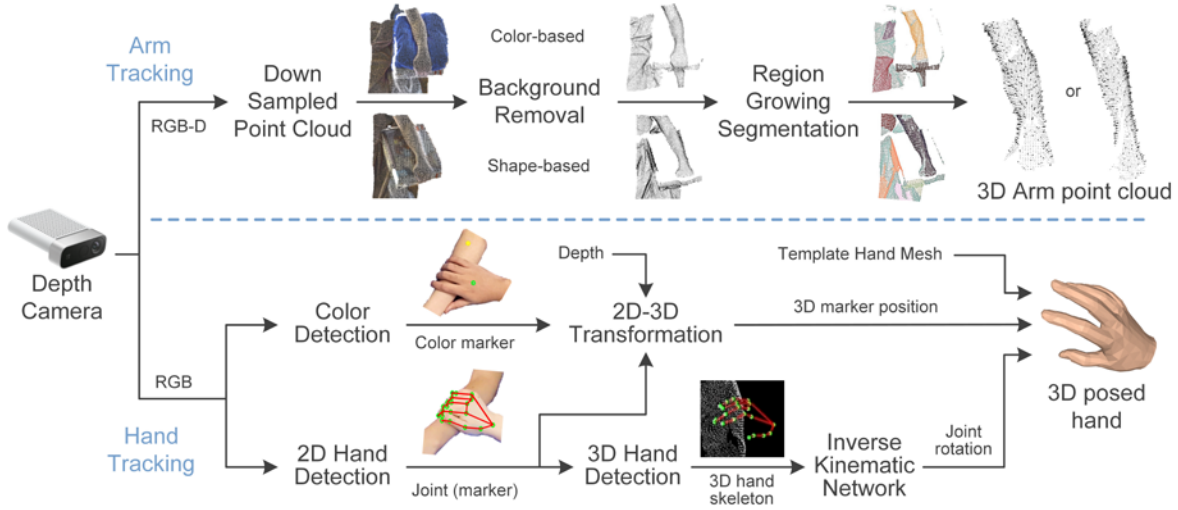 Arm
Tracking
RGB-D
Down
Sampled
Point Cloud
Color-based
Background
Removal
Shape-based
Region
Growing
Segmentation
or
3D Arm point cloud
Depth
Camera
RGB
Hand
Tracking
Color
Detection
Color marker
Depth
2D-3D
Transformation
Template Hand Mesh
3D marker position
2D Hand
Detection
Joint (marker)
3D Hand
Detection
3D hand
skeleton
Inverse
Kinematic
Network
Joint
rotation
3D posed
hand